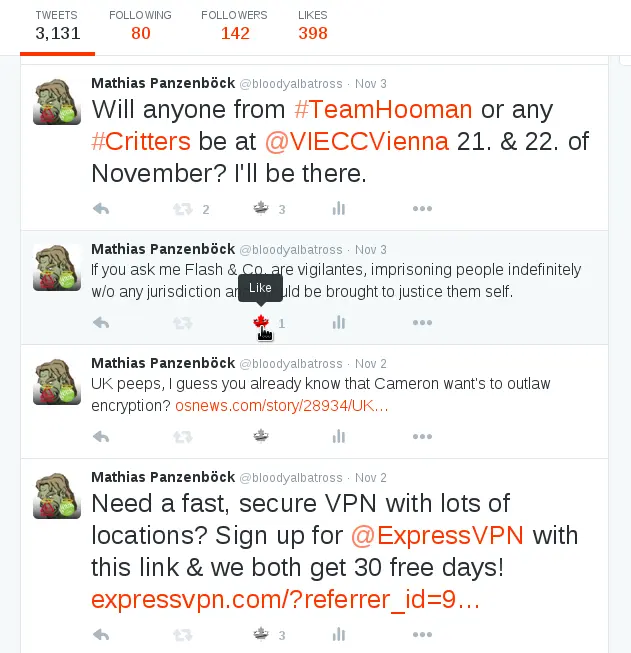 TWEETS FOLLOWING FOLLOWERS LIKES
3,131 80 142 398
Mathias Panzenböck @bloodyalbatross · Nov 3
Will anyone from #TeamHooman or any
#Critters be at @VIECCVienna 21. & 22. of
November? I'll be there.
2 3
Mathias Panzenböck @bloodyalbatross · Nov 3
If you ask me Flash & Co. are vigilantes, imprisoning people indefinitely
w/o any jurisdiction be brought to justice them self.
Like
1
Mathias Panzenböck @bloodyalbatross · Nov 2
UK peeps, I guess you already know that Cameron want's to outlaw
encryption? osnews.com/story/28934/UK…
Mathias Panzenböck @bloodyalbatross · Nov 2
Need a fast, secure VPN with lots of
locations? Sign up for @ExpressVPN with
this link & we both get 30 free days!
expressvpn.com/?referrer_id=9…
3